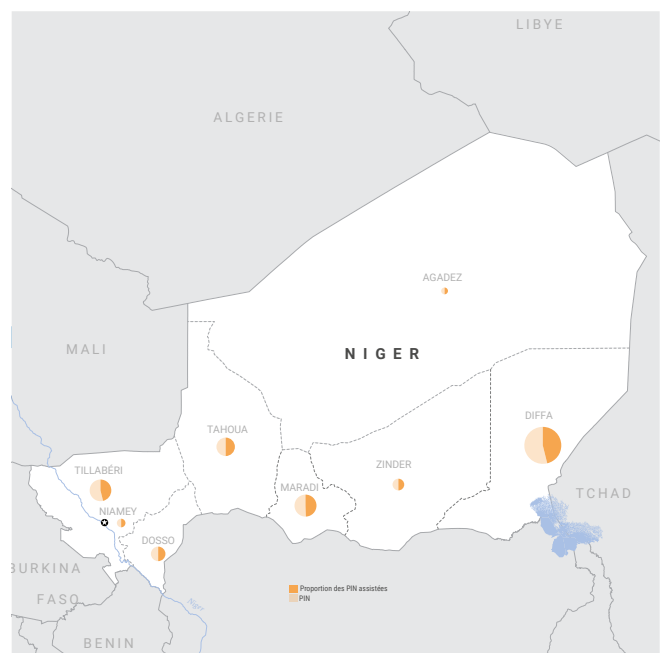 LIBYE
ALGERIE
AGADEZ
MALI
NIGER
DIFFA
TAHOUA
ZINDER
TILLABÉRI
MARADI
TCHAD
NIAMEY
DOSSO
BURKINA
FASO
Proportion des PIN assistées
PIN
Niger
BENIN